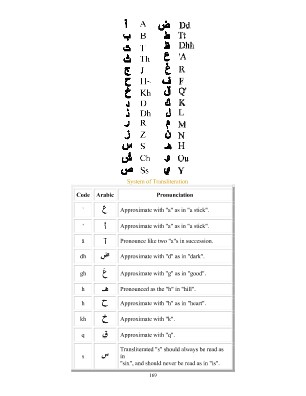 أ A ض Dd
ب B Tt
ت T Dhh
Th 'A
ج J R
H- F
Kh Q'
D K
Dh L
R M
Z N
S H
Ch Ou
Ss Y
System of Transliteration
Code Arabic Pronunciation
ع Approximate with "a" as in "a stick".
' أ Approximate with "a" as in "a stick".
ā آ Pronounce like two "a"s in succession.
dh ض Approximate with "d" as in "dark".
gh غ Approximate with "g" as in "good".
h هـ Pronounced as the "h" in "hill".
ح Approximate with "h" as in "heart".
kh خ Approximate with "k".
q ق Approximate with "q".
Transliterated "s" should always be read as
s س in
"six", and should never be read as in "is".
169